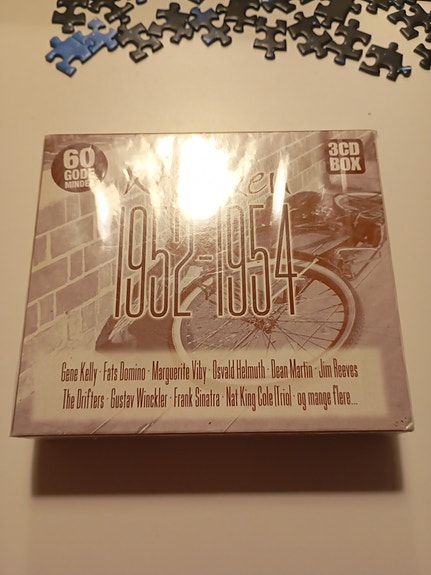 60
GODE
MINDER
3CD
BOX
1952-1954
Gene Kelly · Fats Domino · Marguerite Viby · Osvald Helmuth · Dean Martin · Jim Reeves
The Drifters · Gustav Winckler · Frank Sinatra · Nat King Cole (Trio) · og mange flere...